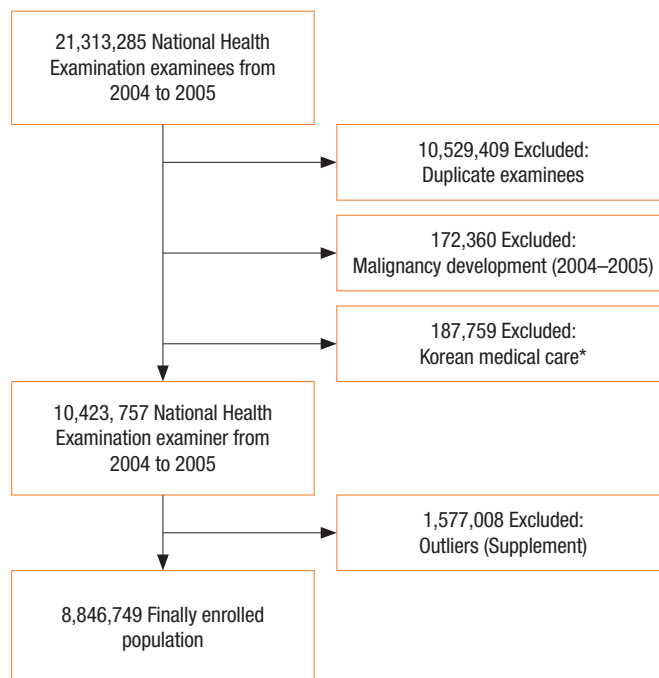 21,313,285 National Health
Examination examinees from
2004 to 2005
10,529,409 Excluded:
Duplicate examinees
172,360 Excluded:
Malignancy development (2004–2005)
187,759 Excluded:
Korean medical care*
10,423, 757 National Health
Examination examiner from
2004 to 2005
1,577,008 Excluded:
Outliers (Supplement)
8,846,749 Finally enrolled
population